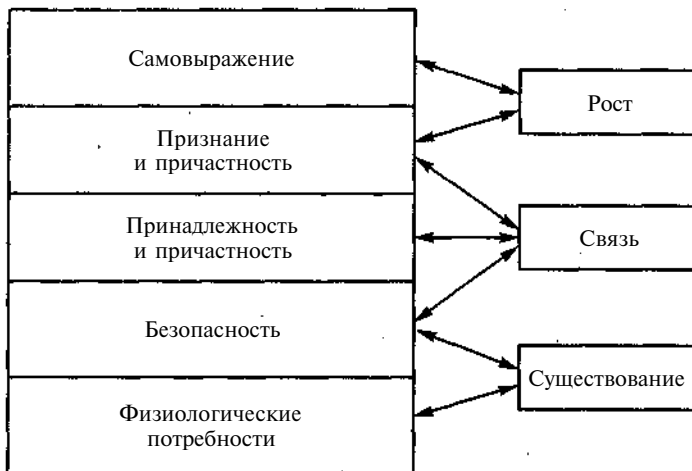 Самовыражение
Признание
и причастность
Принадлежность
и причастность
Безопасность
Физиологические
потребности
Рост
Связь
Существование